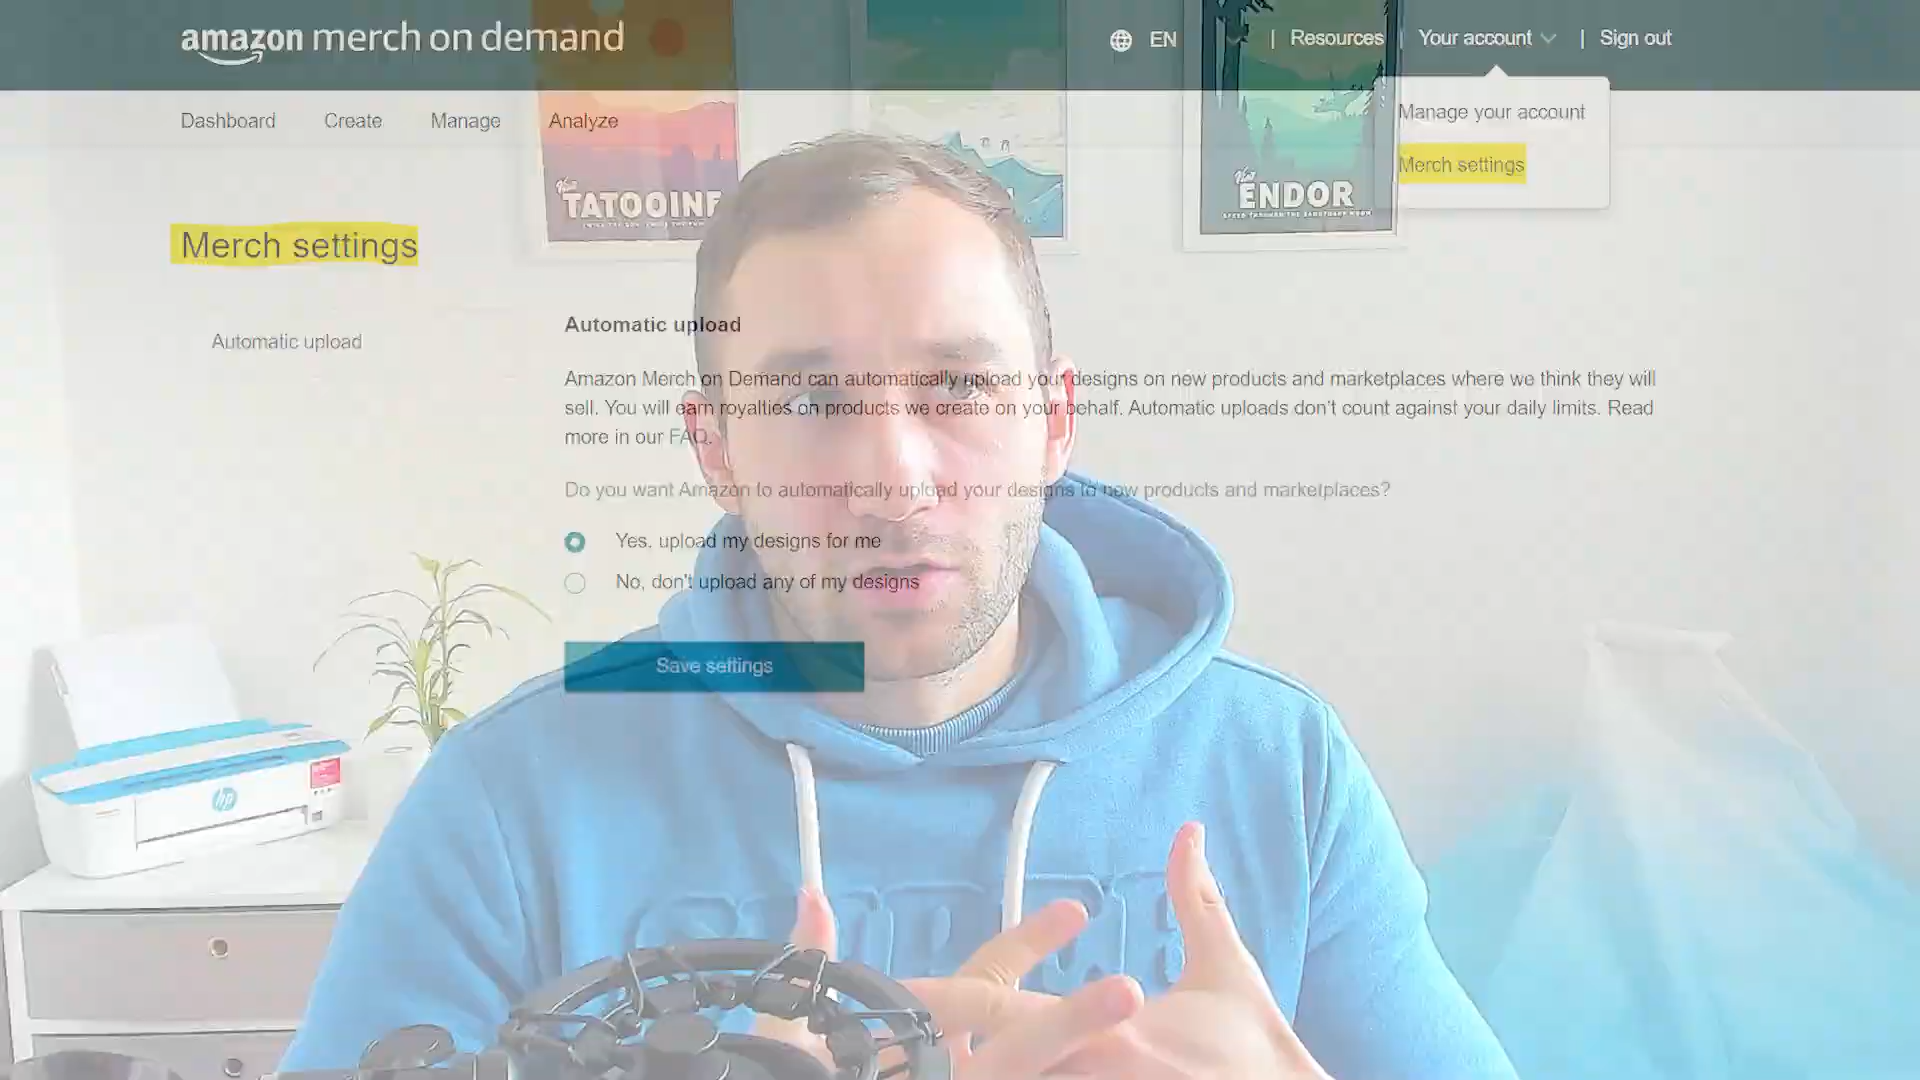 amazon merch on demand
EN | Resources | Your account | Sign out
Dashboard Create Manage Analyze
Manage your account
Merch settings
Visit
TATOOINE
Visit
ENDOR
Merch settings
Automatic upload
Automatic upload
Amazon Merch on Demand can automatically upload your designs on new products and marketplaces where we think they will
sell. You will earn royalties on products we create on your behalf. Automatic uploads don't count against your daily limits. Read
more in our FAQ.
Do you want Amazon to automatically upload your designs to new products and marketplaces?
Yes, upload my designs for me
No, don't upload any of my designs
Save settings
hp